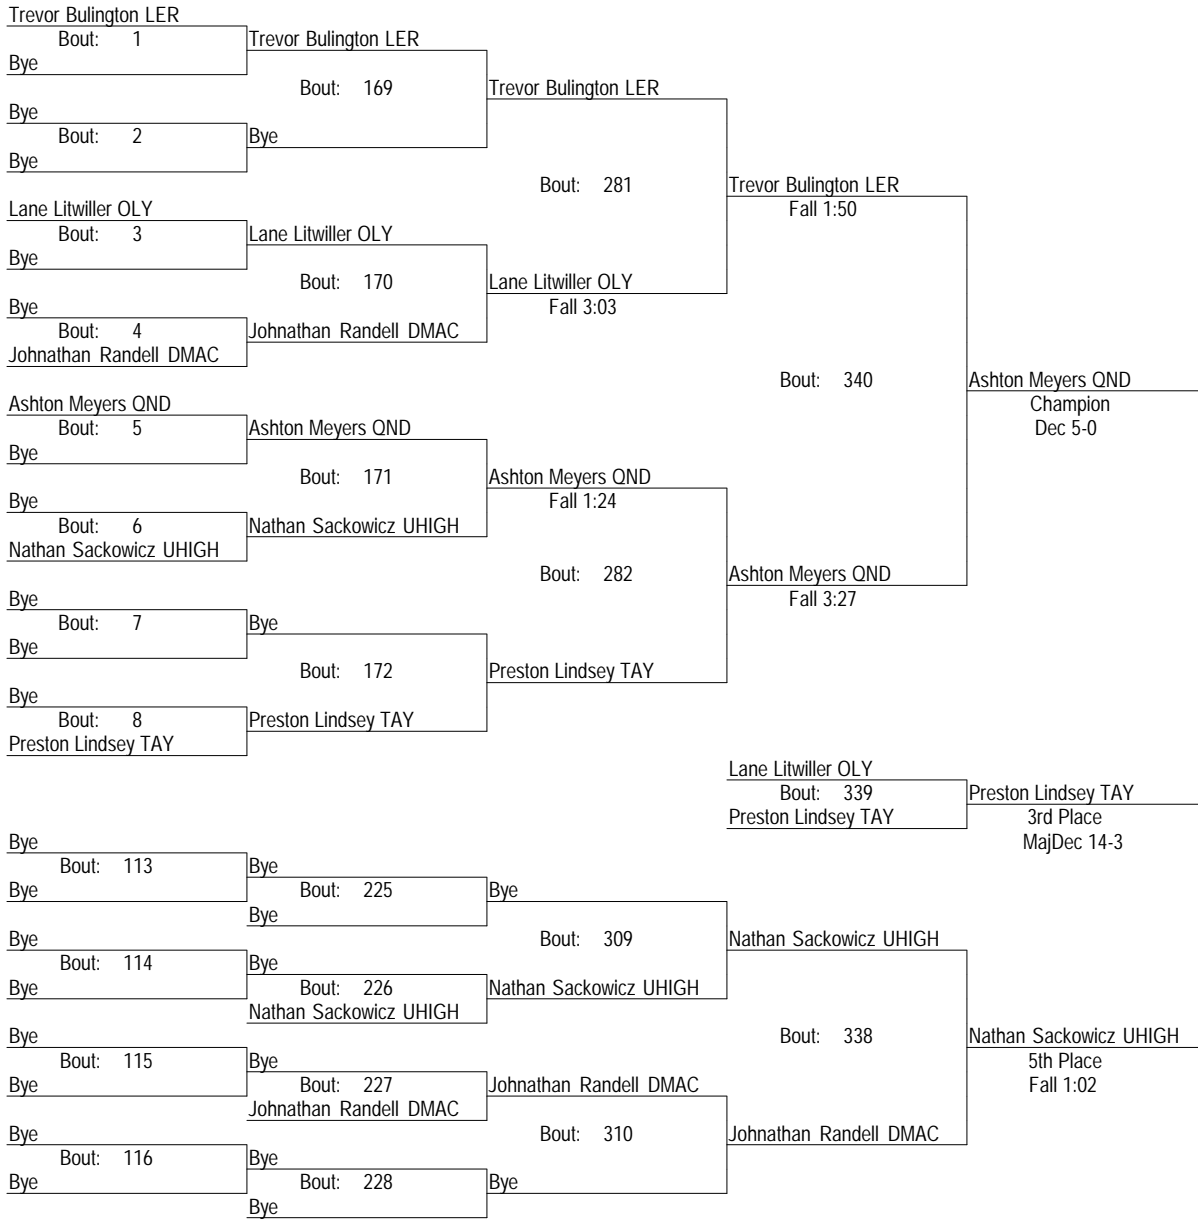 Trevor Bulington LER
Bout: 1
Trevor Bulington LER
Bye
Bout: 169
Trevor Bulington LER
Bye
Bout: 2
Bye
Bye
Bout: 281
Trevor Bulington LER
Fall 1:50
Lane Litwiller OLY
Bout: 3
Lane Litwiller OLY
Bye
Bout: 170
Lane Litwiller OLY
Fall 3:03
Bye
Bout: 4
Johnathan Randell DMAC
Johnathan Randell DMAC
Bout: 340
Ashton Meyers QND
Champion
Dec 5-0
Ashton Meyers QND
Bout: 5
Ashton Meyers QND
Bye
Bout: 171
Ashton Meyers QND
Fall 1:24
Bye
Bout: 6
Nathan Sackowicz UHIGH
Nathan Sackowicz UHIGH
Bout: 282
Ashton Meyers QND
Fall 3:27
Bye
Bout: 7
Bye
Bye
Bout: 172
Preston Lindsey TAY
Bye
Bout: 8
Preston Lindsey TAY
Preston Lindsey TAY
Lane Litwiller OLY
Bout: 339
Preston Lindsey TAY
Preston Lindsey TAY
3rd Place
MajDec 14-3
Bye
Bout: 113
Bye
Bye
Bout: 225
Bye
Bye
Bye
Bout: 309
Nathan Sackowicz UHIGH
Bout: 114
Bye
Bye
Bout: 226
Nathan Sackowicz UHIGH
Nathan Sackowicz UHIGH
Bye
Bout: 338
Nathan Sackowicz UHIGH
5th Place
Fall 1:02
Bout: 115
Bye
Bye
Bout: 227
Johnathan Randell DMAC
Johnathan Randell DMAC
Bye
Bout: 310
Johnathan Randell DMAC
Bout: 116
Bye
Bye
Bout: 228
Bye
Bye